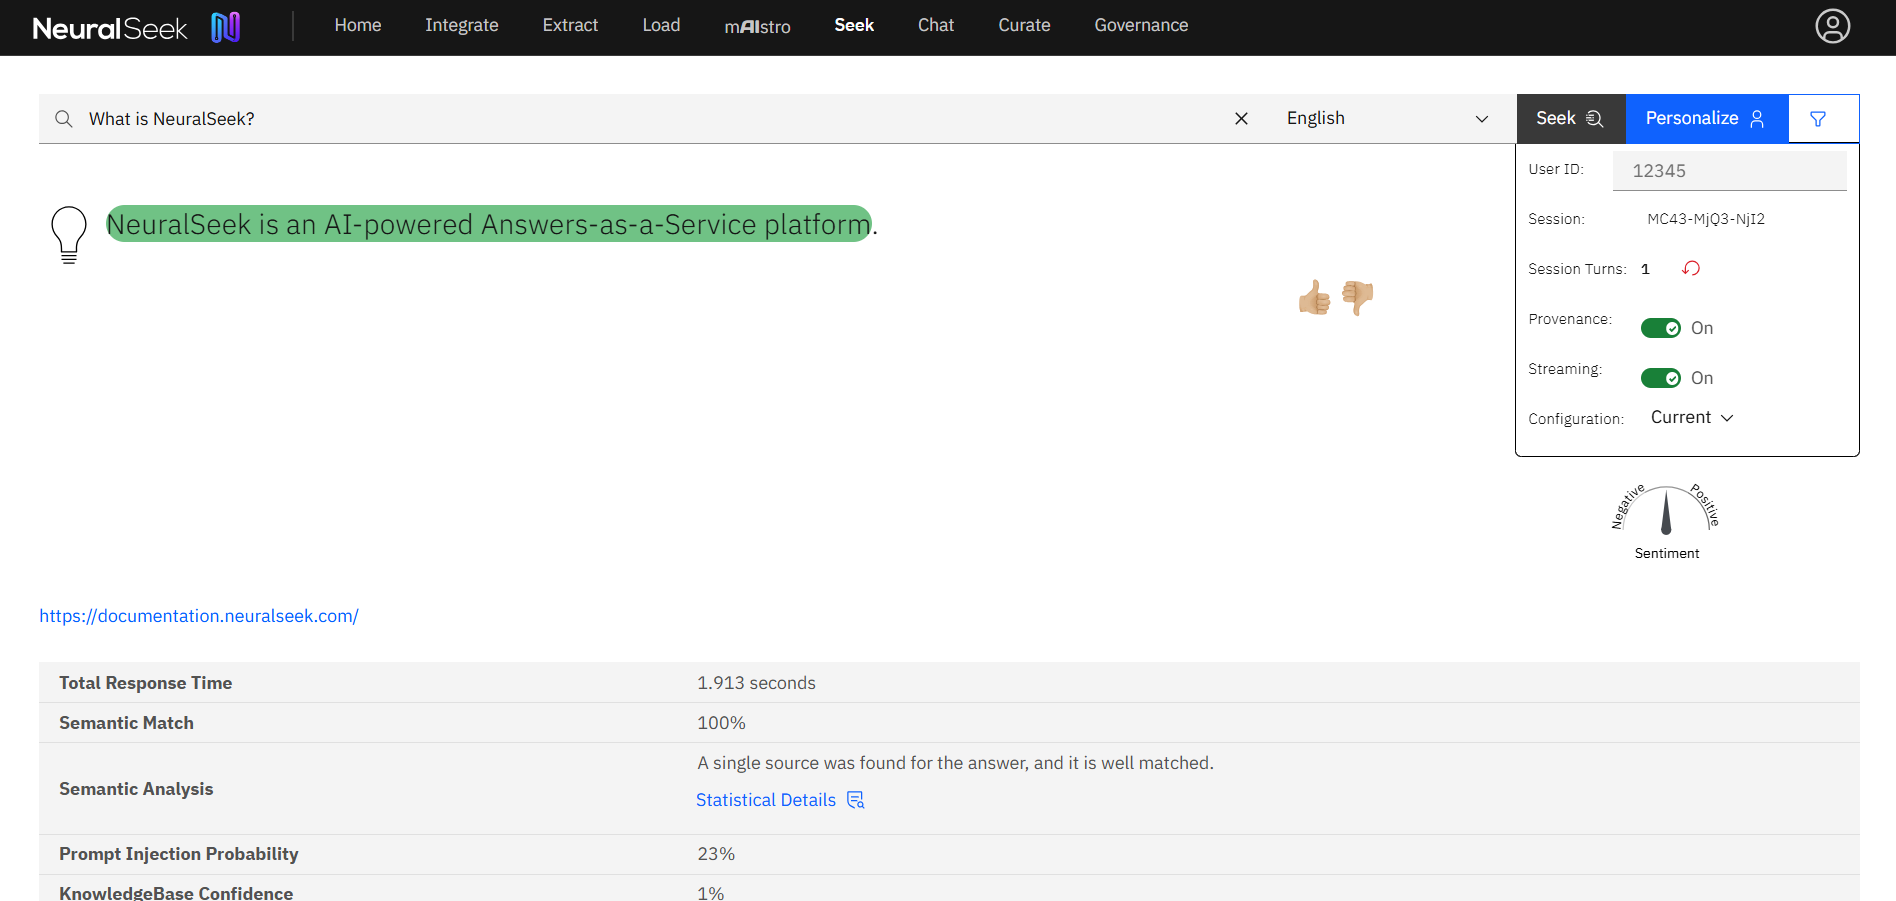 NeuralSeek
Home Integrate Extract Load mAIstro Seek Chat Curate Governance
What is NeuralSeek?
English
Seek
Personalize
NeuralSeek is an AI-powered Answers-as-a-Service platform.
User ID: 12345
Session: MC43-MjQ3-NjI2
Session Turns: 1
Provenance: On
Streaming: On
Configuration: Current
Negative Positive
Sentiment
https://documentation.neuralseek.com/
Total Response Time 1.913 seconds
Semantic Match 100%
Semantic Analysis A single source was found for the answer, and it is well matched.
Statistical Details
Prompt Injection Probability 23%
KnowledgeBase Confidence 1%